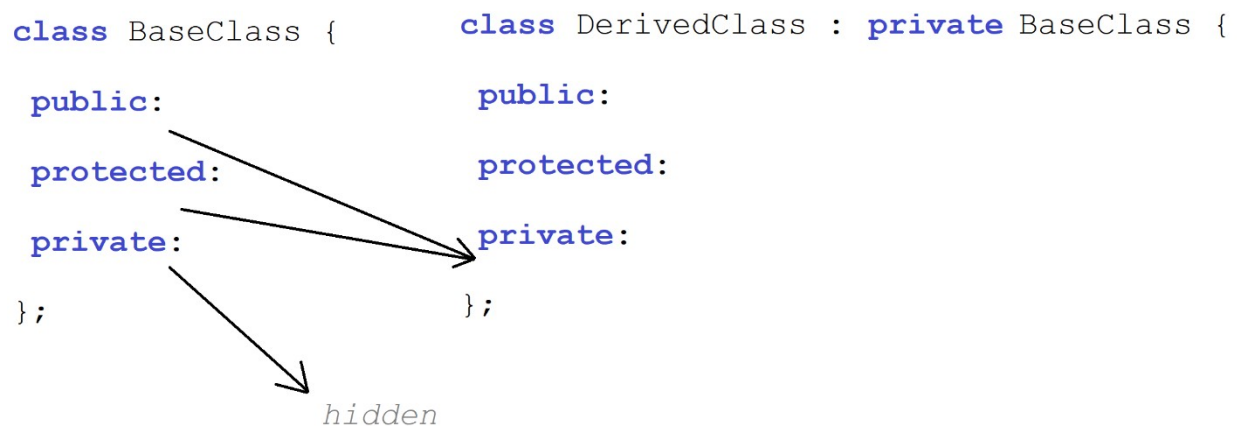 class BaseClass {
public:
protected:
private:
};
class DerivedClass : private BaseClass {
public:
protected:
private:
};
hidden